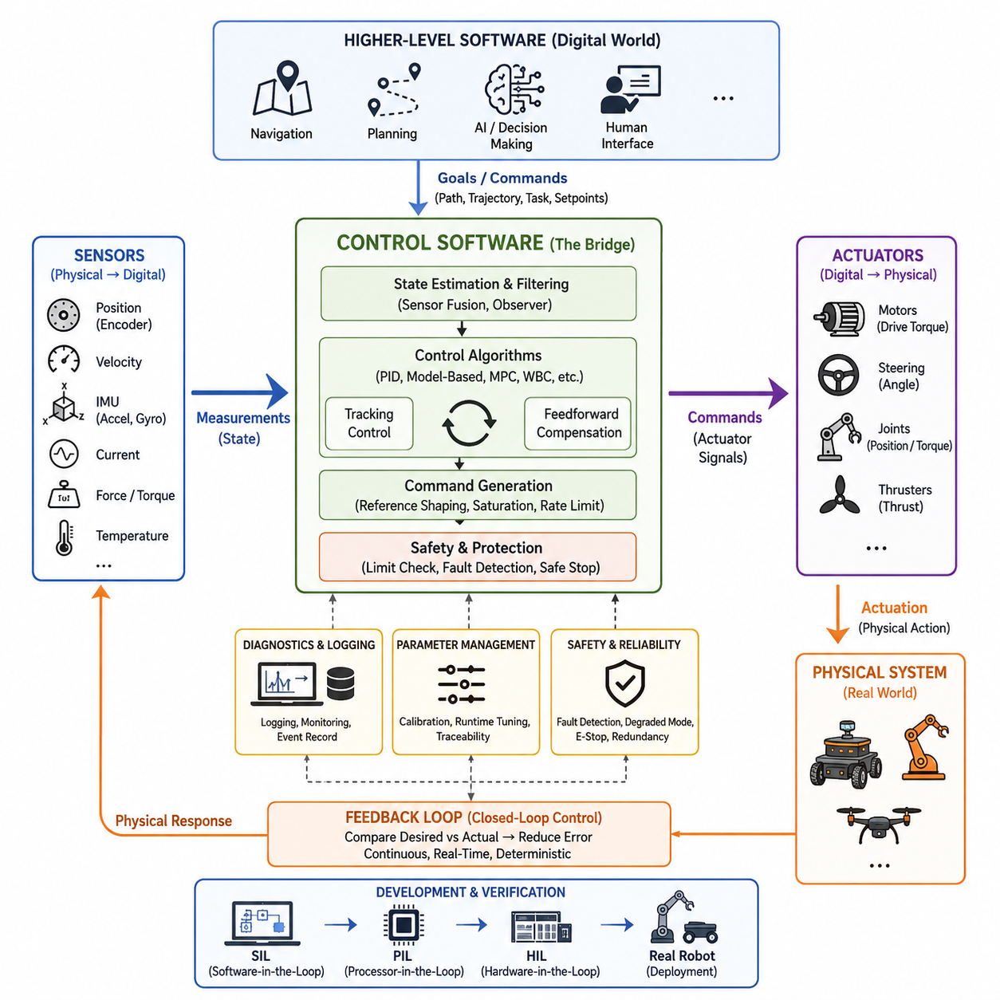 HIGHER-LEVEL SOFTWARE (Digital World)
Navigation
Planning
AI / Decision
Making
Human
Interface
...
Goals / Commands
(Path, Trajectory, Task, Setpoints)
SENSORS
(Physical → Digital)
Position
(Encoder)
Velocity
X
X
Z
IMU
(Accel, Gyro)
Current
Force / Torque
Temperature
...
Measurements
(State)
CONTROL SOFTWARE (The Bridge)
State Estimation & Filtering
(Sensor Fusion, Observer)
Control Algorithms
(PID, Model-Based, MPC, WBC, etc.)
Tracking
Control
Feedforward
Compensation
Command Generation
(Reference Shaping, Saturation, Rate Limit)
Safety & Protection
(Limit Check, Fault Detection, Safe Stop)
Commands
(Actuator
Signals)
ACTUATORS
(Digital → Physical)
Motors
(Drive Torque)
Steering
(Angle)
Joints
(Position / Torque)
Thrusters
(Thrust)
...
Actuation
(Physical Action)
PHYSICAL SYSTEM
(Real World)
...
DIAGNOSTICS & LOGGING
Logging, Monitoring,
Event Record
PARAMETER MANAGEMENT
Calibration, Runtime Tuning,
Traceability
SAFETY & RELIABILITY
Fault Detection, Degraded Mode,
E-Stop, Redundancy
Physical Response
FEEDBACK LOOP (Closed-Loop Control)
Compare Desired vs Actual → Reduce Error
Continuous, Real-Time, Deterministic
DEVELOPMENT & VERIFICATION
SIL
(Software-in-the-Loop)
PIL
(Processor-in-the-Loop)
HIL
(Hardware-in-the-Loop)
Real Robot
(Deployment)